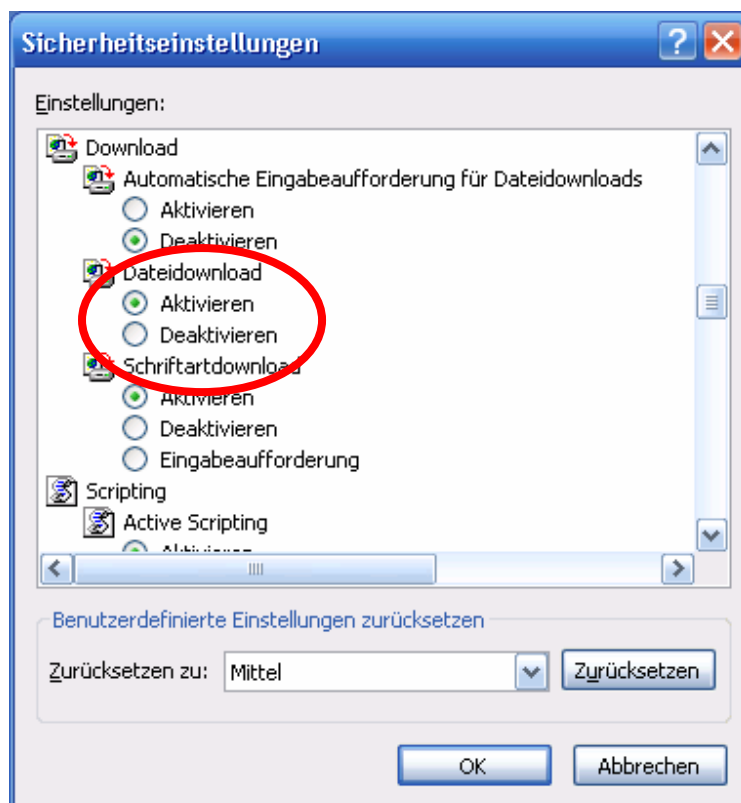 Sicherheitseinstellungen
Einstellungen:
Download
Automatische Eingabeaufforderung für Dateidownloads
Aktivieren
Deaktivieren
Dateidownload
Aktivieren
Deaktivieren
Schriftartdownload
Aktivieren
Deaktivieren
Eingabeaufforderung
Scripting
Active Scripting
Aktivieren
Benutzerdefinierte Einstellungen zurücksetzen
Zurücksetzen zu: Mittel Zurücksetzen
OK Abbrechen